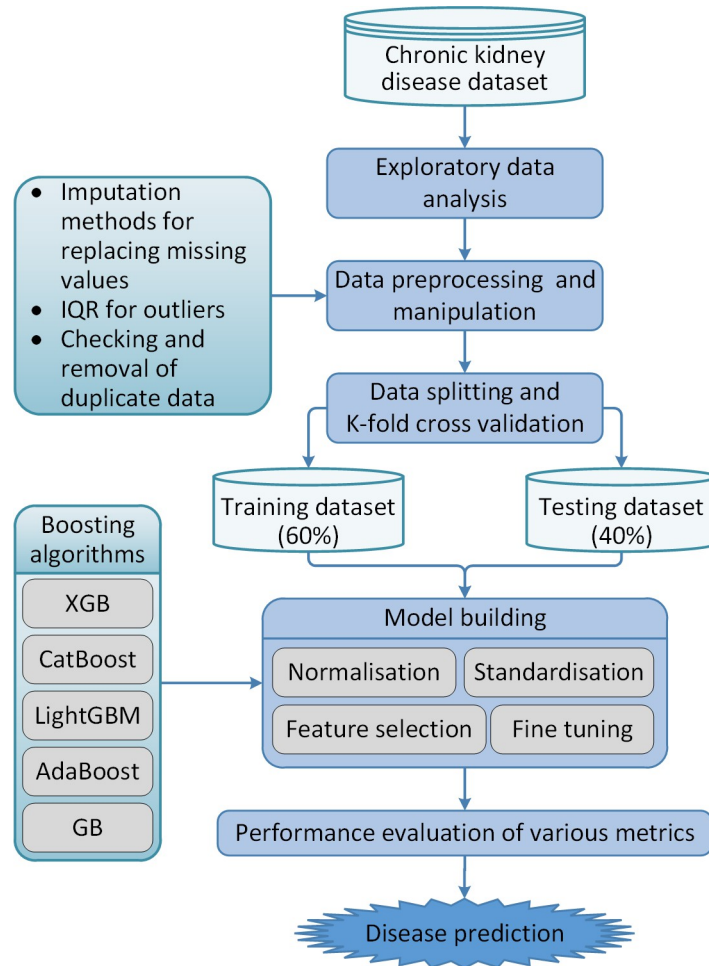 Chronic kidney
disease dataset
Exploratory data
analysis
• Imputation
methods for
replacing missing
values
• IQR for outliers
• Checking and
removal of
duplicate data
Data preprocessing and
manipulation
Data splitting and
K-fold cross validation
Training dataset
(60%)
Testing dataset
(40%)
Boosting
algorithms
XGB
CatBoost
LightGBM
AdaBoost
GB
Model building
Normalisation
Standardisation
Feature selection
Fine tuning
Performance evaluation of various metrics
Disease prediction